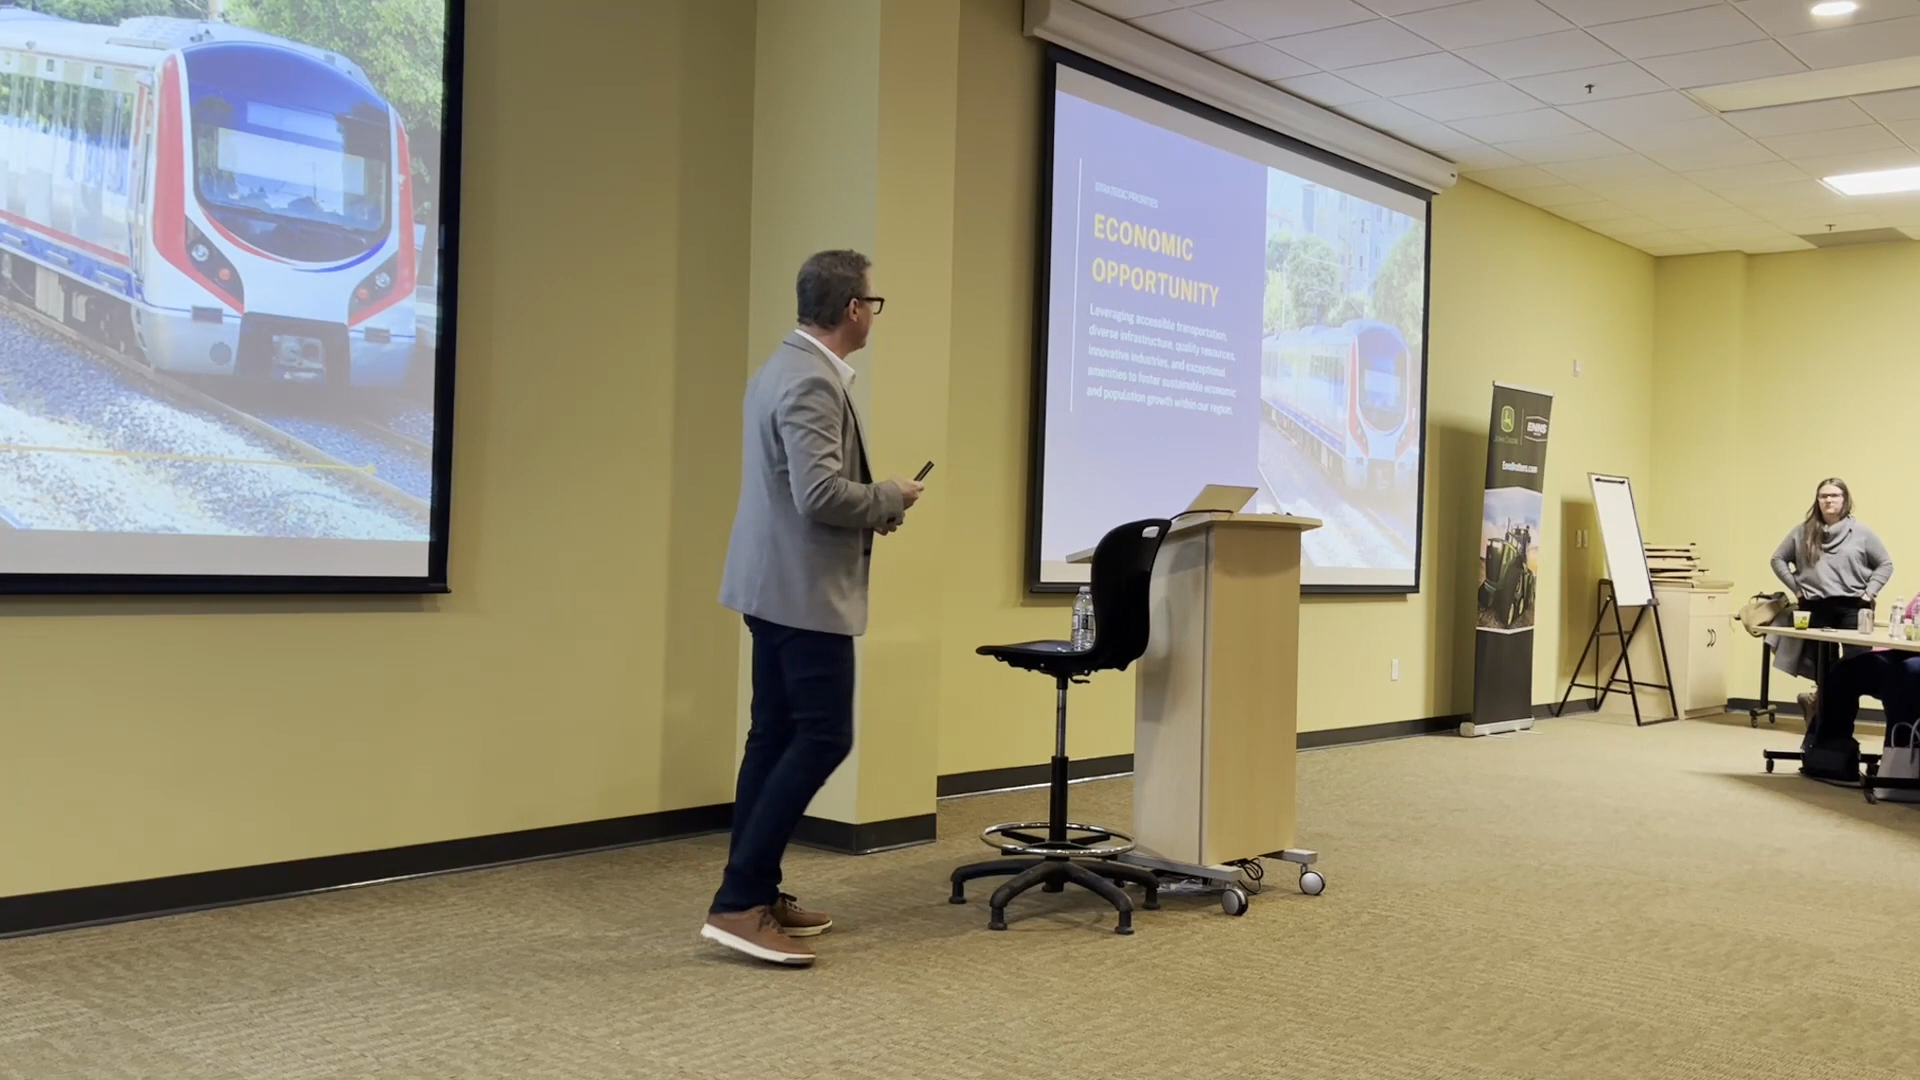 STRATEGIC PRIORITIES
ECONOMIC
OPPORTUNITY
Leveraging accessible transportation,
diverse infrastructure, quality resources,
innovative industries, and exceptional
amenities to foster sustainable economic
and population growth within our region.
JOHN DEERE
ENNS
EnnsBrothers.com